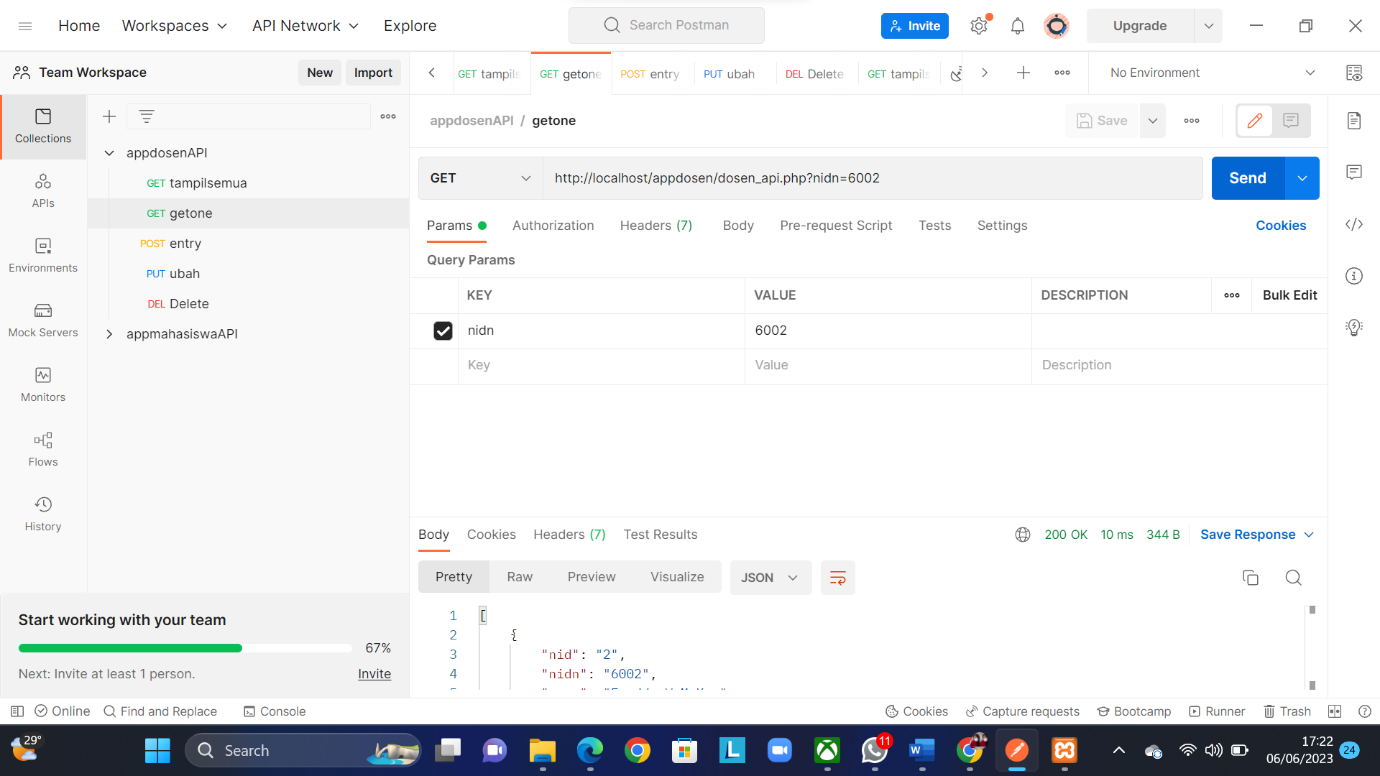 Home Workspaces API Network Explore Search Postman Invite Upgrade
Team Workspace New Import GET tampils GET getone POST entry PUT ubah DEL Delete GET tampils No Environment
Collections
APIs
Environments
Mock Servers
Monitors
Flows
History
appdosenAPI
GET tampilsemua
GET getone
POST entry
PUT ubah
DEL Delete
appmahasiswaAPI
Start working with your team
67%
Next: Invite at least 1 person. Invite
appdosenAPI / getone Save
GET http://localhost/appdosen/dosen_api.php?nidn=6002 Send
Params Authorization Headers (7) Body Pre-request Script Tests Settings Cookies
Query Params
KEY VALUE DESCRIPTION Bulk Edit
nidn 6002
Key Value Description
Body Cookies Headers (7) Test Results 200 OK 10 ms 344 B Save Response
Pretty Raw Preview Visualize JSON
1 [
2 {
3 "nid": "2",
4 "nidn": "6002",
Online Find and Replace Console Cookies Capture requests Bootcamp Runner Trash
29° Search 11 17:22
06/06/2023 24